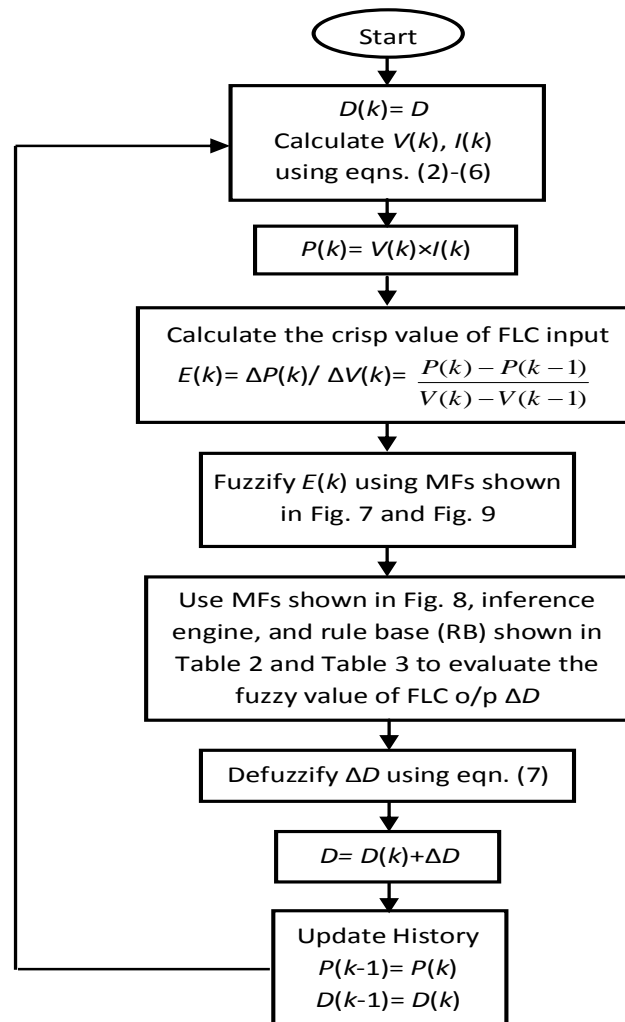 Start
D(k)= D
Calculate V(k), I(k)
using eqns. (2)-(6)
P(k)= V(k)×I(k)
Calculate the crisp value of FLC input
E(k)= ΔP(k)/ ΔV(k)= P(k) − P(k − 1) / V(k) − V(k − 1)
Fuzzify E(k) using MFs shown
in Fig. 7 and Fig. 9
Use MFs shown in Fig. 8, inference
engine, and rule base (RB) shown in
Table 2 and Table 3 to evaluate the
fuzzy value of FLC o/p ΔD
Defuzzify ΔD using eqn. (7)
D= D(k)+ΔD
Update History
P(k-1)= P(k)
D(k-1)= D(k)